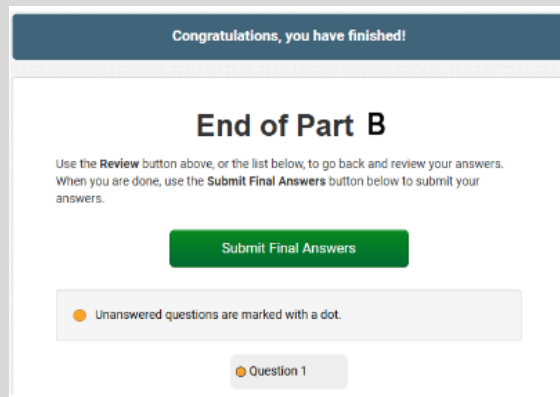 Congratulations, you have finished!
End of Part B
Use the Review button above, or the list below, to go back and review your answers.
When you are done, use the Submit Final Answers button below to submit your
answers.
Submit Final Answers
Unanswered questions are marked with a dot.
Question 1